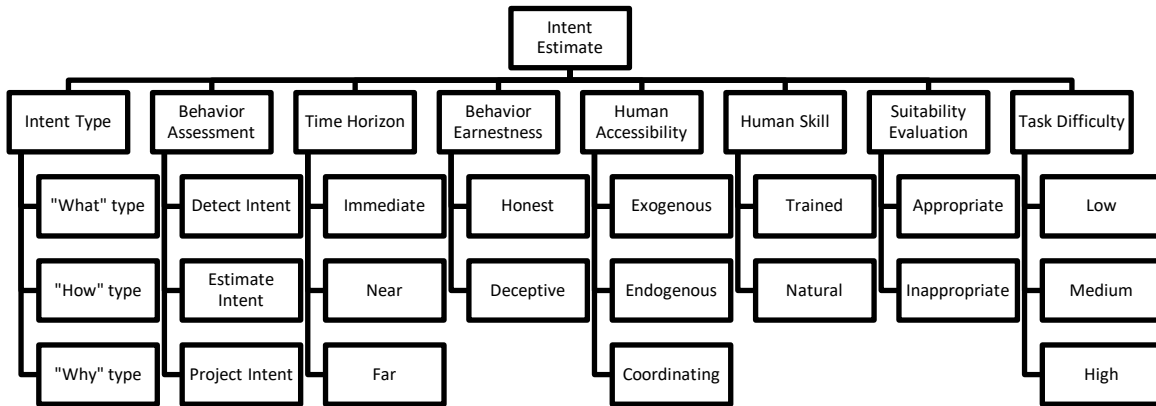 Intent
Estimate
Intent Type
Behavior
Assessment
Time Horizon
Behavior
Earnestness
Human
Accessibility
Human Skill
Suitability
Evaluation
Task Difficulty
"What" type
Detect Intent
Immediate
Honest
Exogenous
Trained
Appropriate
Low
"How" type
Estimate
Intent
Near
Deceptive
Endogenous
Natural
Inappropriate
Medium
"Why" type
Project Intent
Far
Coordinating
High